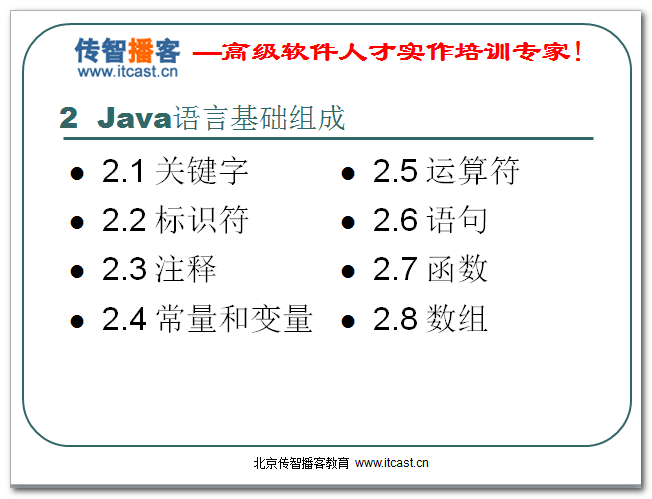 传智播客 —高级软件人才实作培训专家!
www.itcast.cn
2 Java语言基础组成
2.1 关键字
2.2 标识符
2.3 注释
2.4 常量和变量
2.5 运算符
2.6 语句
2.7 函数
2.8 数组
北京传智播客教育 www.itcast.cn